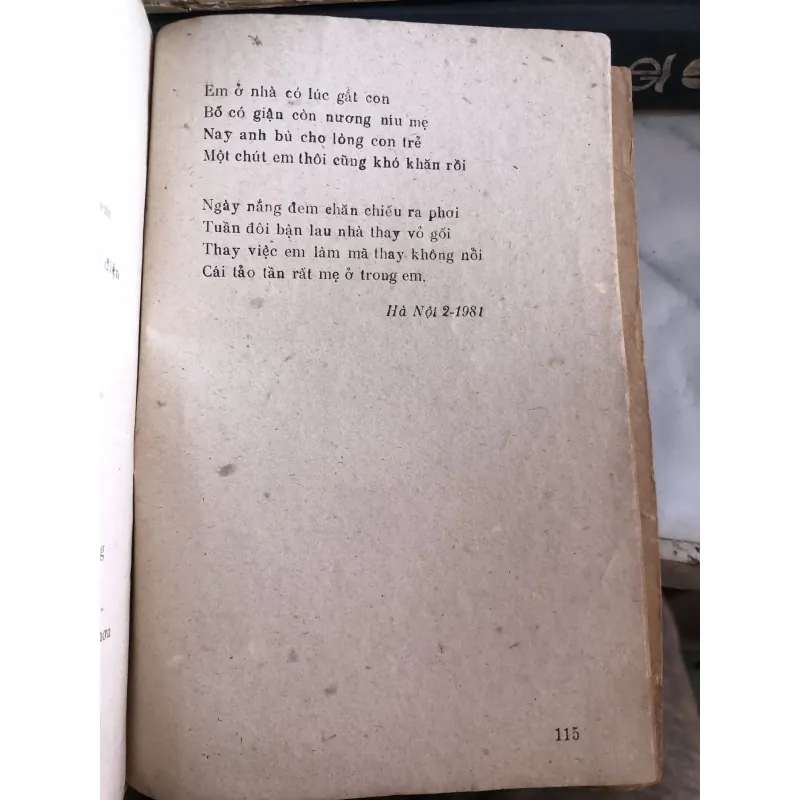 Em ở nhà có lúc gắt con
Bố có giận còn nương níu mẹ
Nay anh bù cho lòng con trẻ
Một chút em thôi cũng khó khăn rồi
Ngày nắng đem chăn chiếu ra phơi
Tuần đôi bận lau nhà thay vỏ gối
Thay việc em làm mã thay không nổi
Cái tảo tần rất mẹ ở trong em.
Hà Nội 2-1981
115